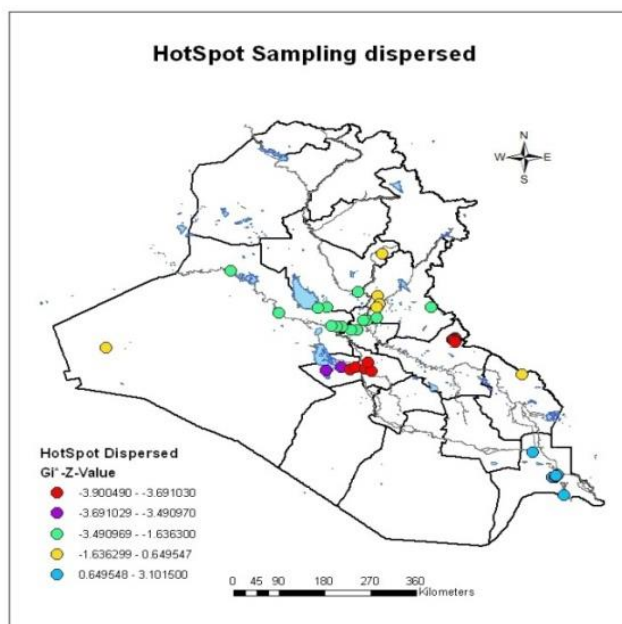 HotSpot Sampling dispersed
N
W E
S
HotSpot Dispersed
Gi*-Z-Value
-3.900490 - -3.691030
-3.691029 - -3.490970
-3.490969 - -1.636300
-1.636299 - 0.649547
0.649548 - 3.101500
0 45 90 180 270 360
Kilometers